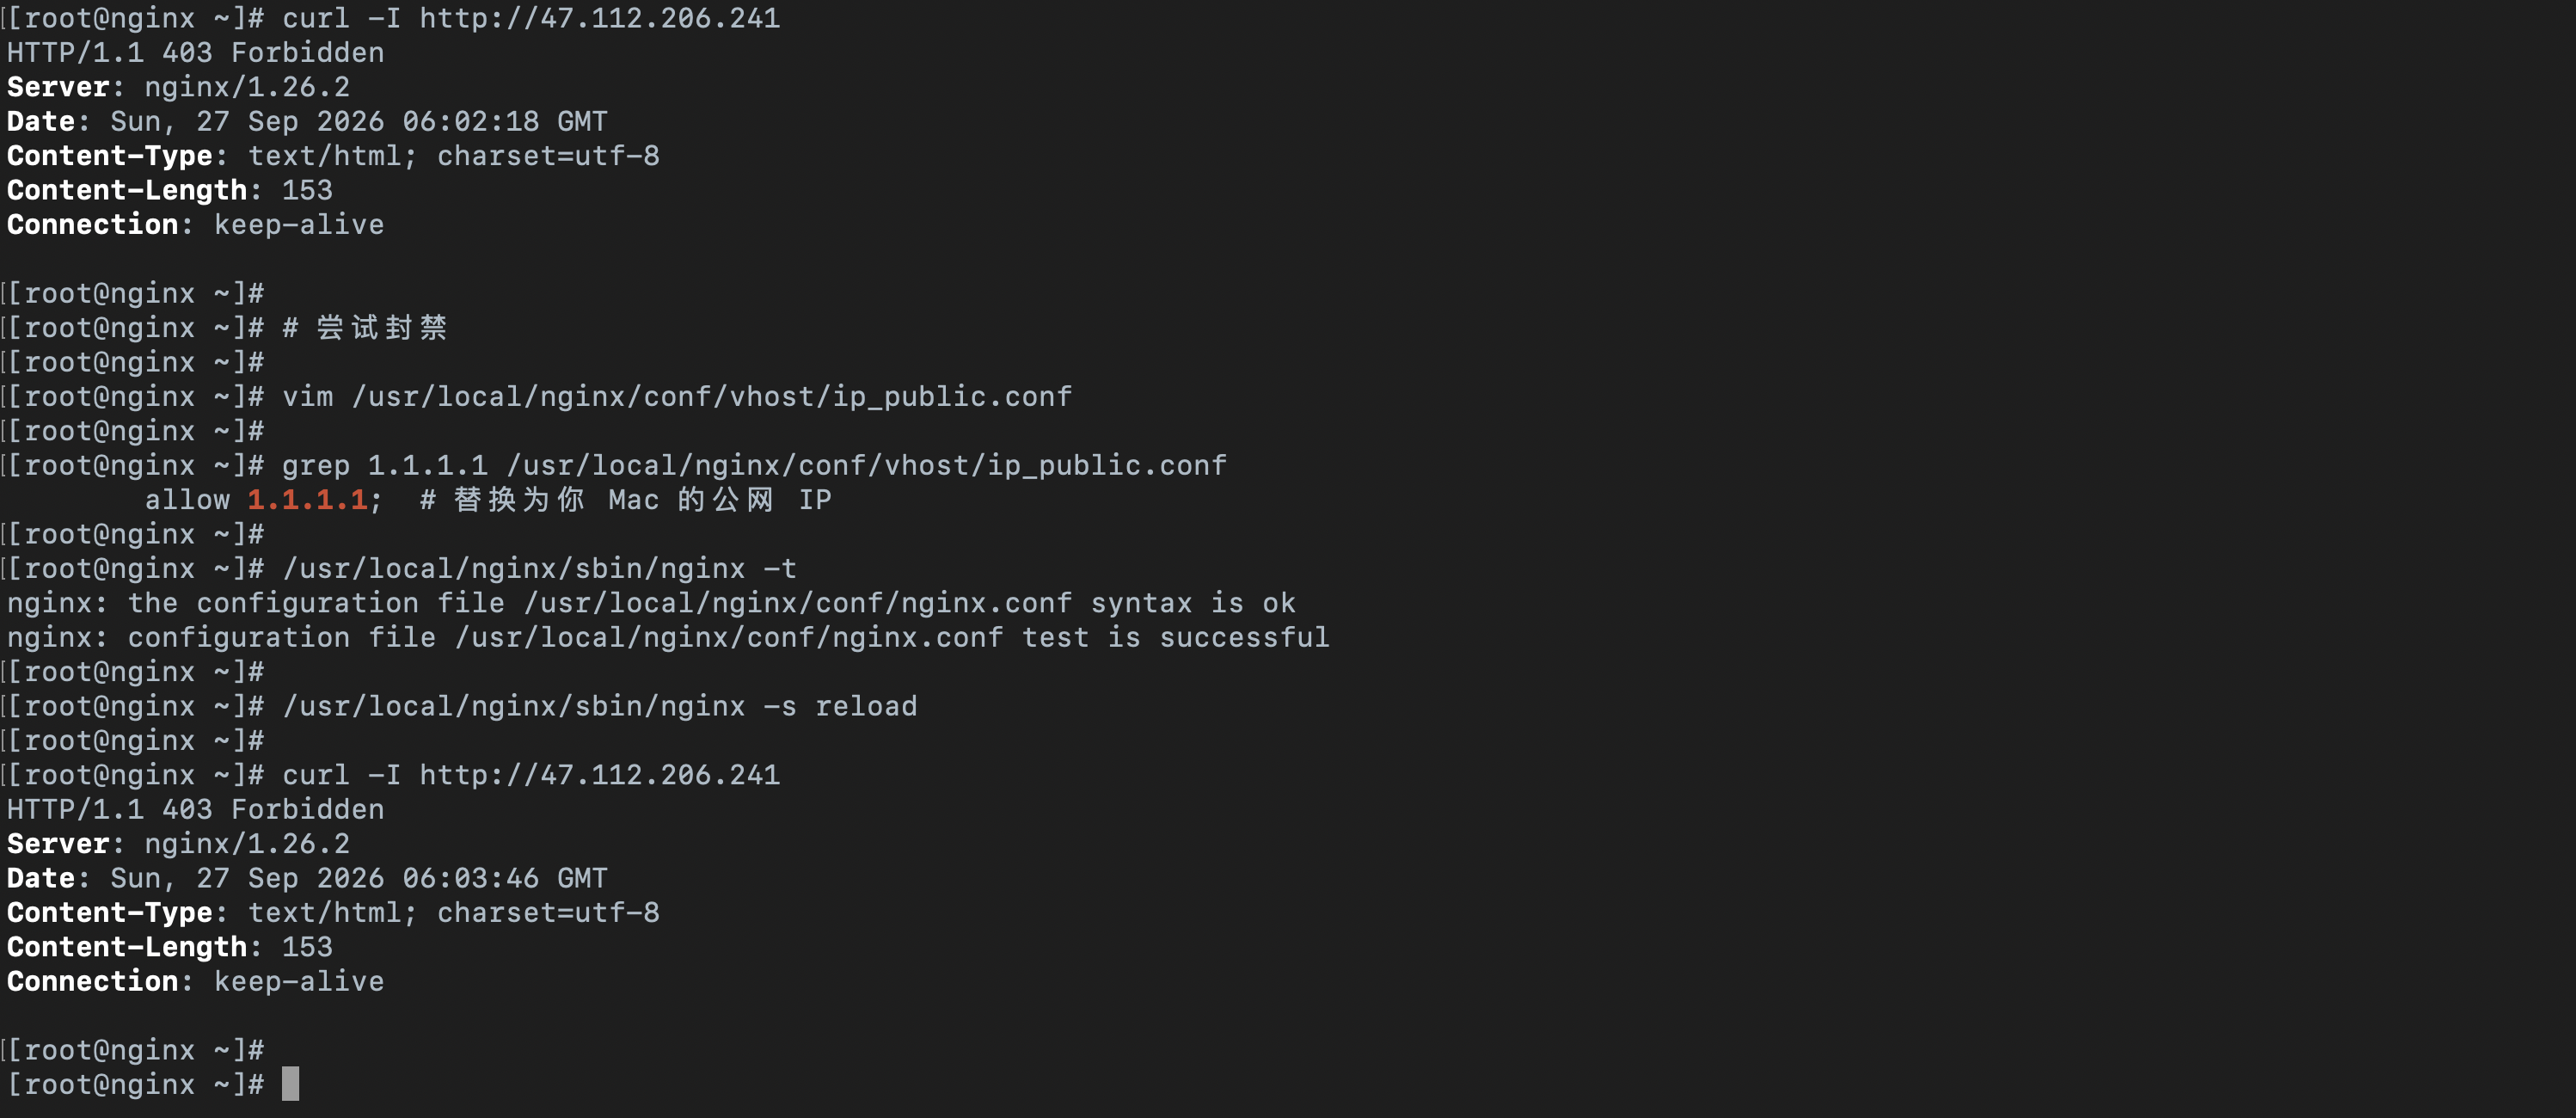 [[root@nginx ~]# curl -I http://47.112.206.241
HTTP/1.1 403 Forbidden
Server: nginx/1.26.2
Date: Sun, 27 Sep 2026 06:02:18 GMT
Content-Type: text/html; charset=utf-8
Content-Length: 153
Connection: keep-alive
[[root@nginx ~]#
[[root@nginx ~]# # 尝试封禁
[[root@nginx ~]#
[[root@nginx ~]# vim /usr/local/nginx/conf/vhost/ip_public.conf
[[root@nginx ~]#
[[root@nginx ~]# grep 1.1.1.1 /usr/local/nginx/conf/vhost/ip_public.conf
        allow 1.1.1.1;  # 替换为你 Mac 的公网 IP
[[root@nginx ~]#
[[root@nginx ~]# /usr/local/nginx/sbin/nginx -t
nginx: the configuration file /usr/local/nginx/conf/nginx.conf syntax is ok
nginx: configuration file /usr/local/nginx/conf/nginx.conf test is successful
[[root@nginx ~]#
[[root@nginx ~]# /usr/local/nginx/sbin/nginx -s reload
[[root@nginx ~]#
[[root@nginx ~]# curl -I http://47.112.206.241
HTTP/1.1 403 Forbidden
Server: nginx/1.26.2
Date: Sun, 27 Sep 2026 06:03:46 GMT
Content-Type: text/html; charset=utf-8
Content-Length: 153
Connection: keep-alive
[[root@nginx ~]#
[root@nginx ~]#